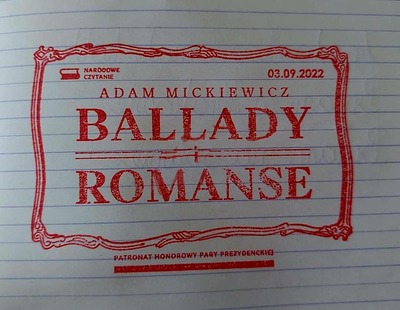 NARODOWE
CZYTANIE
03.09.2022
ADAM MICKIEWICZ
BALLADY
I
ROMANSE
PATRONAT HONOROWY PARY PREZYDENCKIEJ